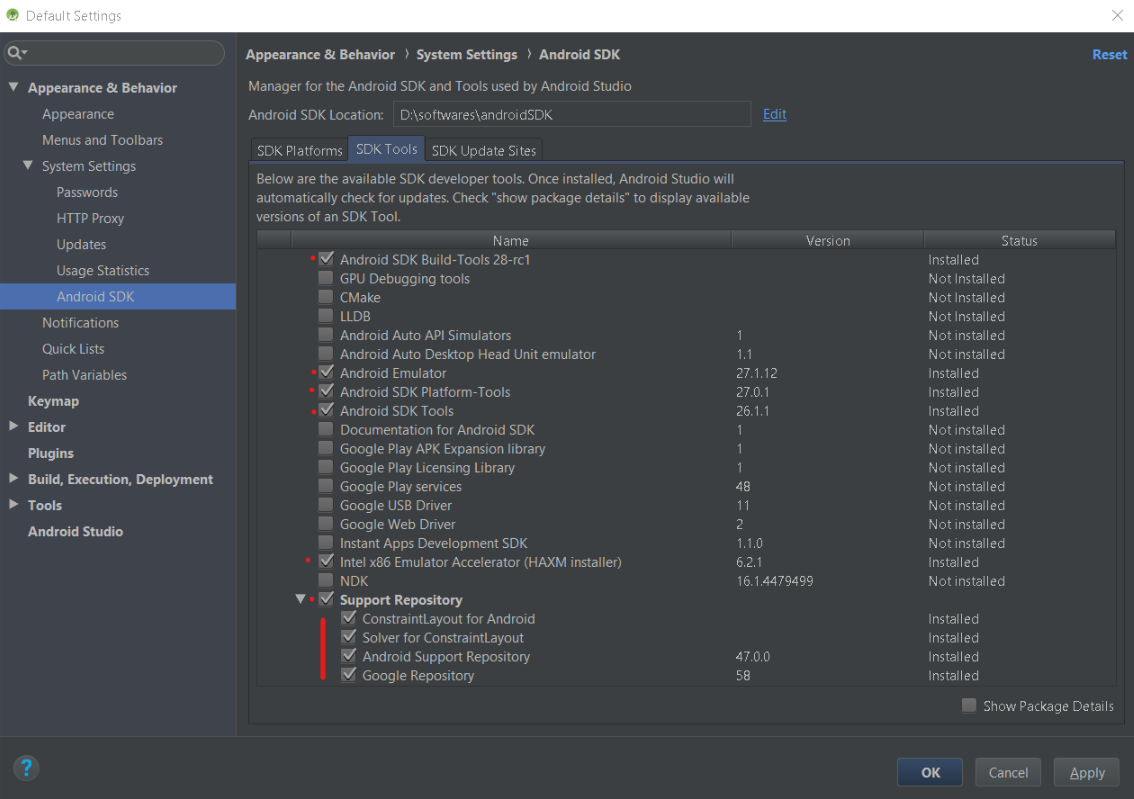 Default Settings
Appearance & Behavior
Appearance
Menus and Toolbars
System Settings
Passwords
HTTP Proxy
Updates
Usage Statistics
Android SDK
Notifications
Quick Lists
Path Variables
Keymap
Editor
Plugins
Build, Execution, Deployment
Tools
Android Studio
Appearance & Behavior › System Settings › Android SDK Reset
Manager for the Android SDK and Tools used by Android Studio
Android SDK Location: D:\softwares\androidSDK Edit
SDK Platforms SDK Tools SDK Update Sites
Below are the available SDK developer tools. Once installed, Android Studio will
automatically check for updates. Check "show package details" to display available
versions of an SDK Tool.
Name Version Status
Android SDK Build-Tools 28-rc1 Installed
GPU Debugging tools Not Installed
CMake Not Installed
LLDB Not Installed
Android Auto API Simulators 1 Not installed
Android Auto Desktop Head Unit emulator 1.1 Not installed
Android Emulator 27.1.12 Installed
Android SDK Platform-Tools 27.0.1 Installed
Android SDK Tools 26.1.1 Installed
Documentation for Android SDK 1 Not installed
Google Play APK Expansion library 1 Not installed
Google Play Licensing Library 1 Not installed
Google Play services 48 Not installed
Google USB Driver 11 Not installed
Google Web Driver 2 Not installed
Instant Apps Development SDK 1.1.0 Not installed
Intel x86 Emulator Accelerator (HAXM installer) 6.2.1 Installed
NDK 16.1.4479499 Not installed
Support Repository
ConstraintLayout for Android Installed
Solver for ConstraintLayout Installed
Android Support Repository 47.0.0 Installed
Google Repository 58 Installed
Show Package Details
? OK Cancel Apply